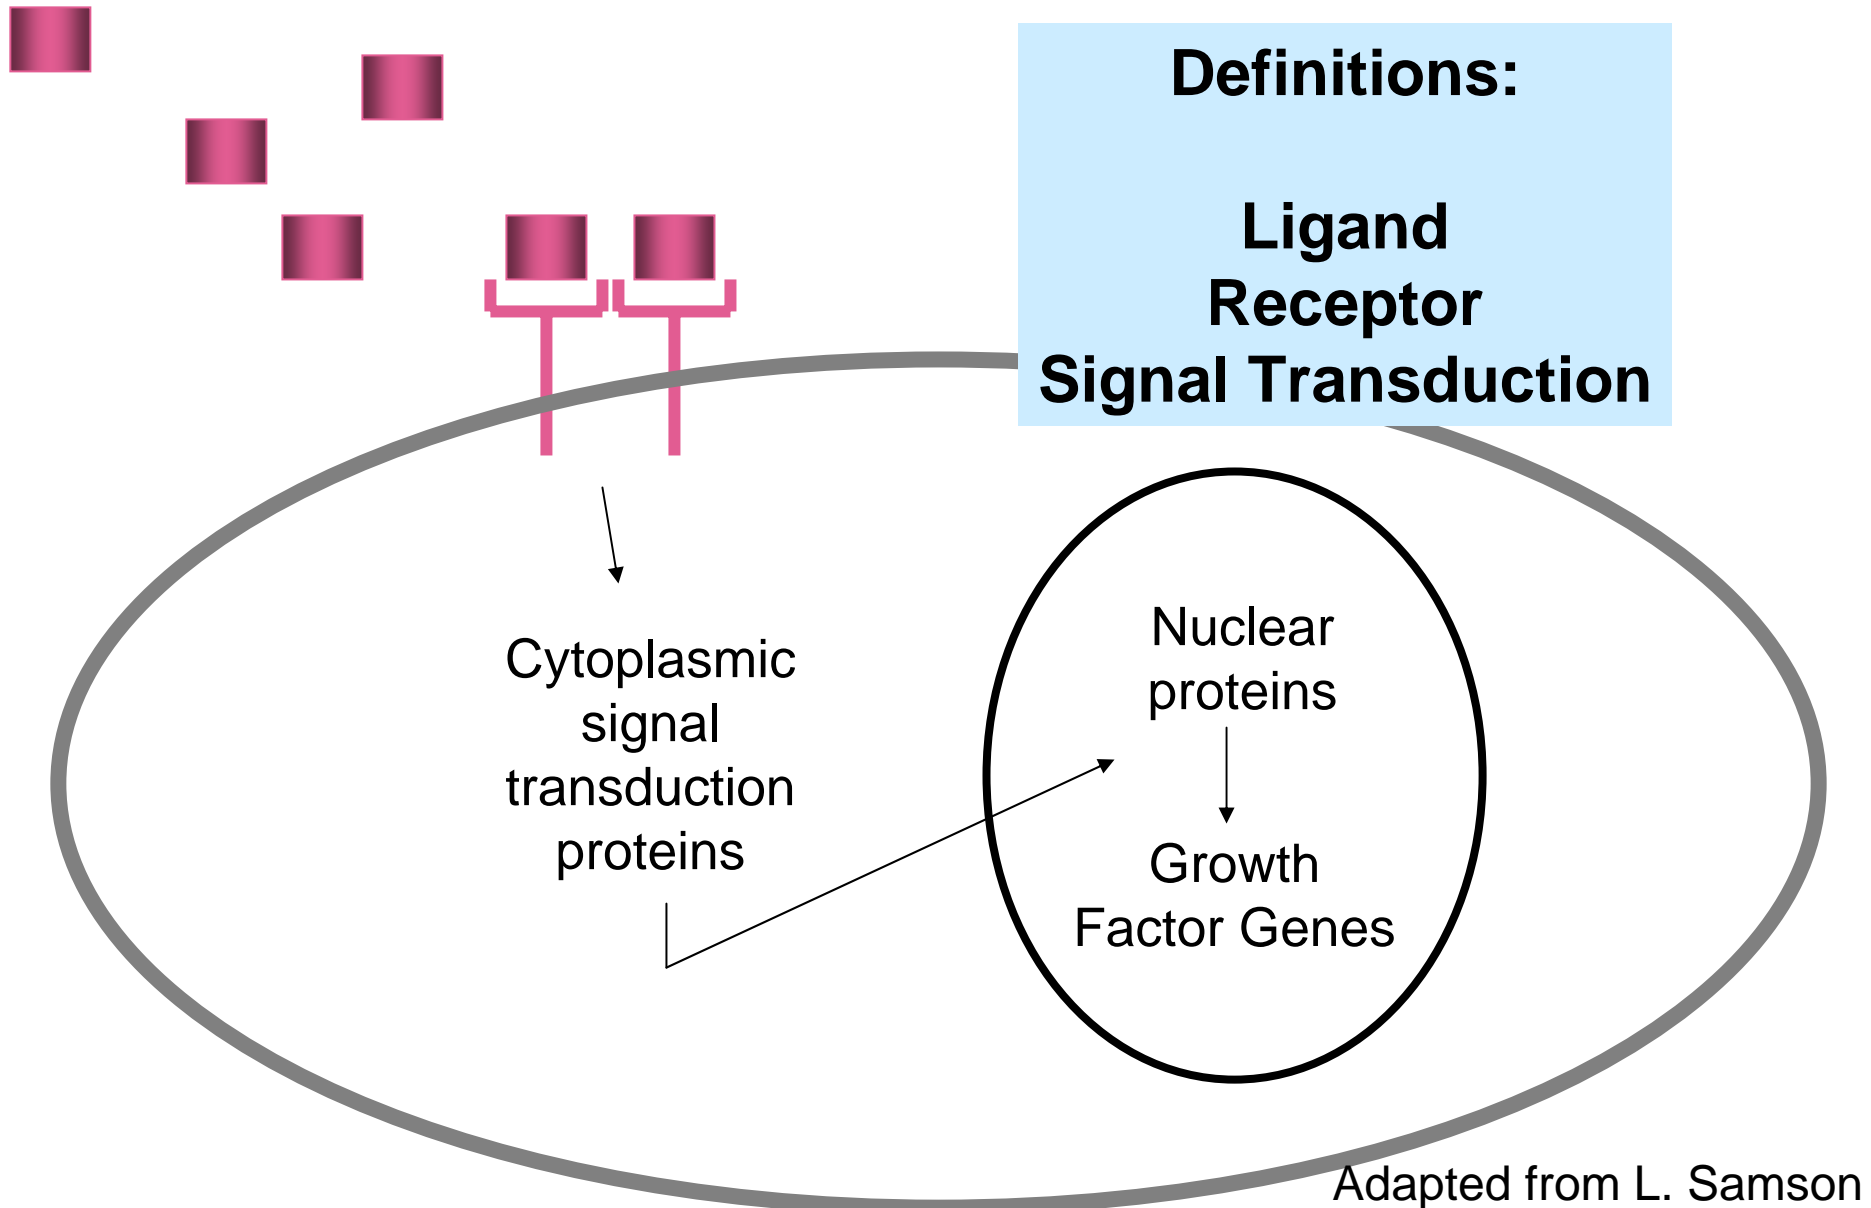 Definitions:
Ligand
Receptor
Signal Transduction
Cytoplasmic
signal
transduction
proteins
Nuclear
proteins
Growth
Factor Genes
Adapted from L. Samson